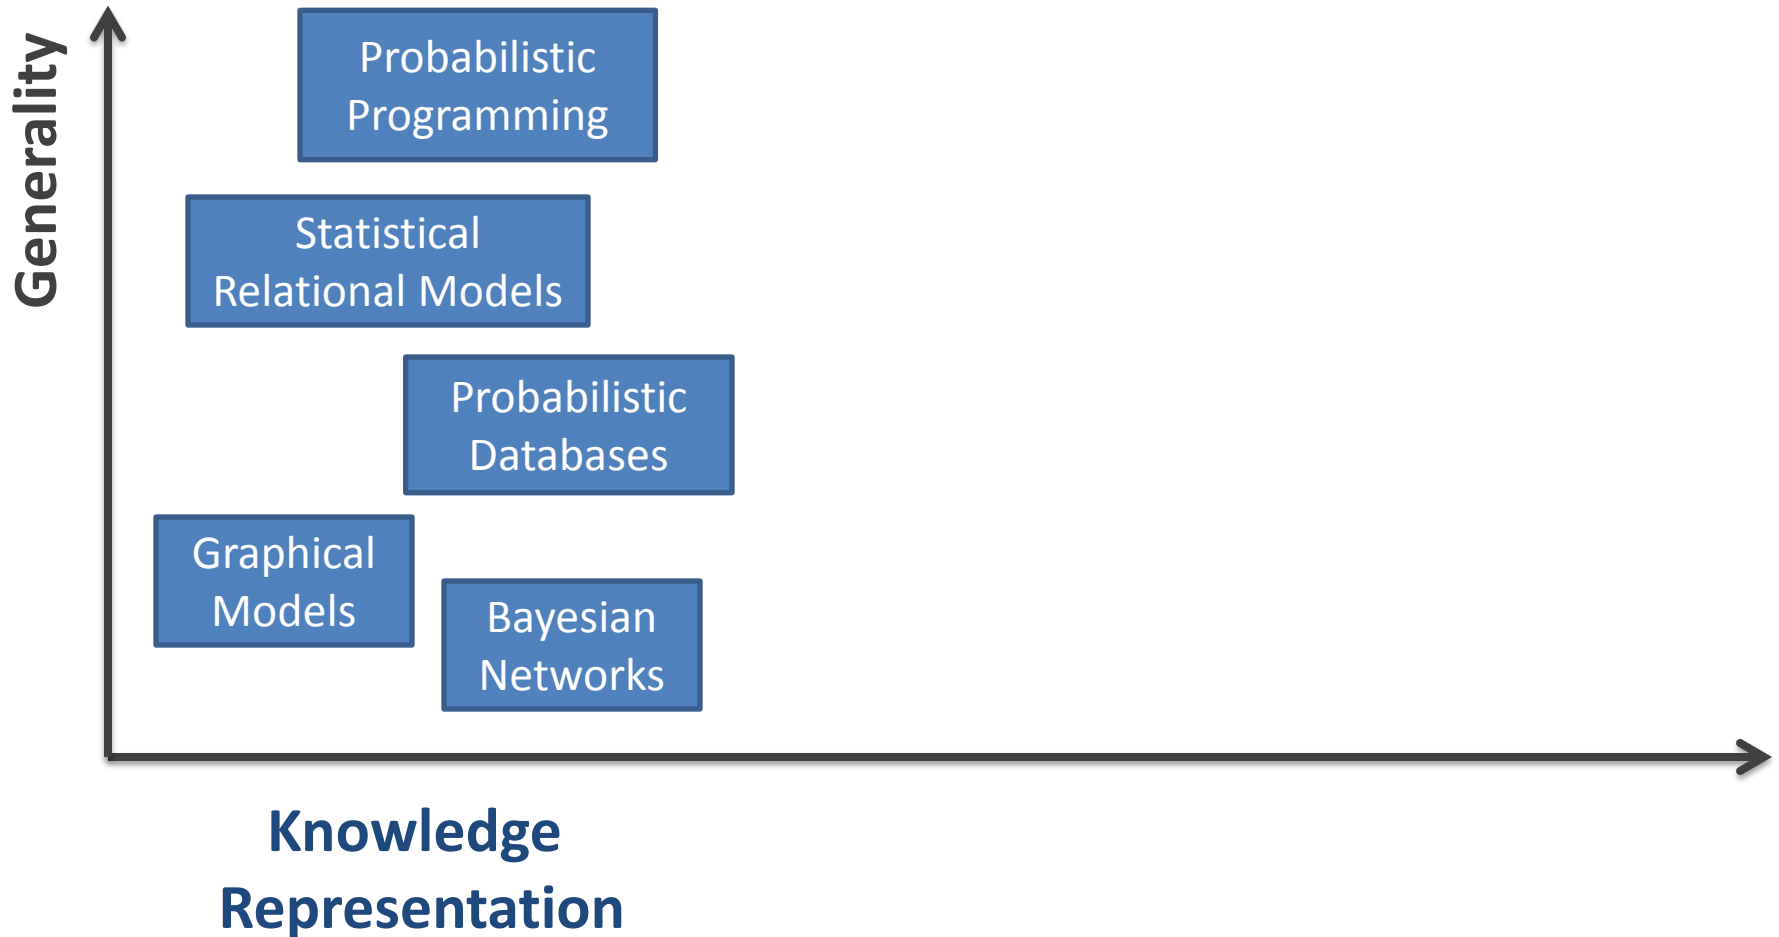 Generality
Probabilistic
Programming
Statistical
Relational Models
Probabilistic
Databases
Graphical
Models
Bayesian
Networks
Knowledge
Representation